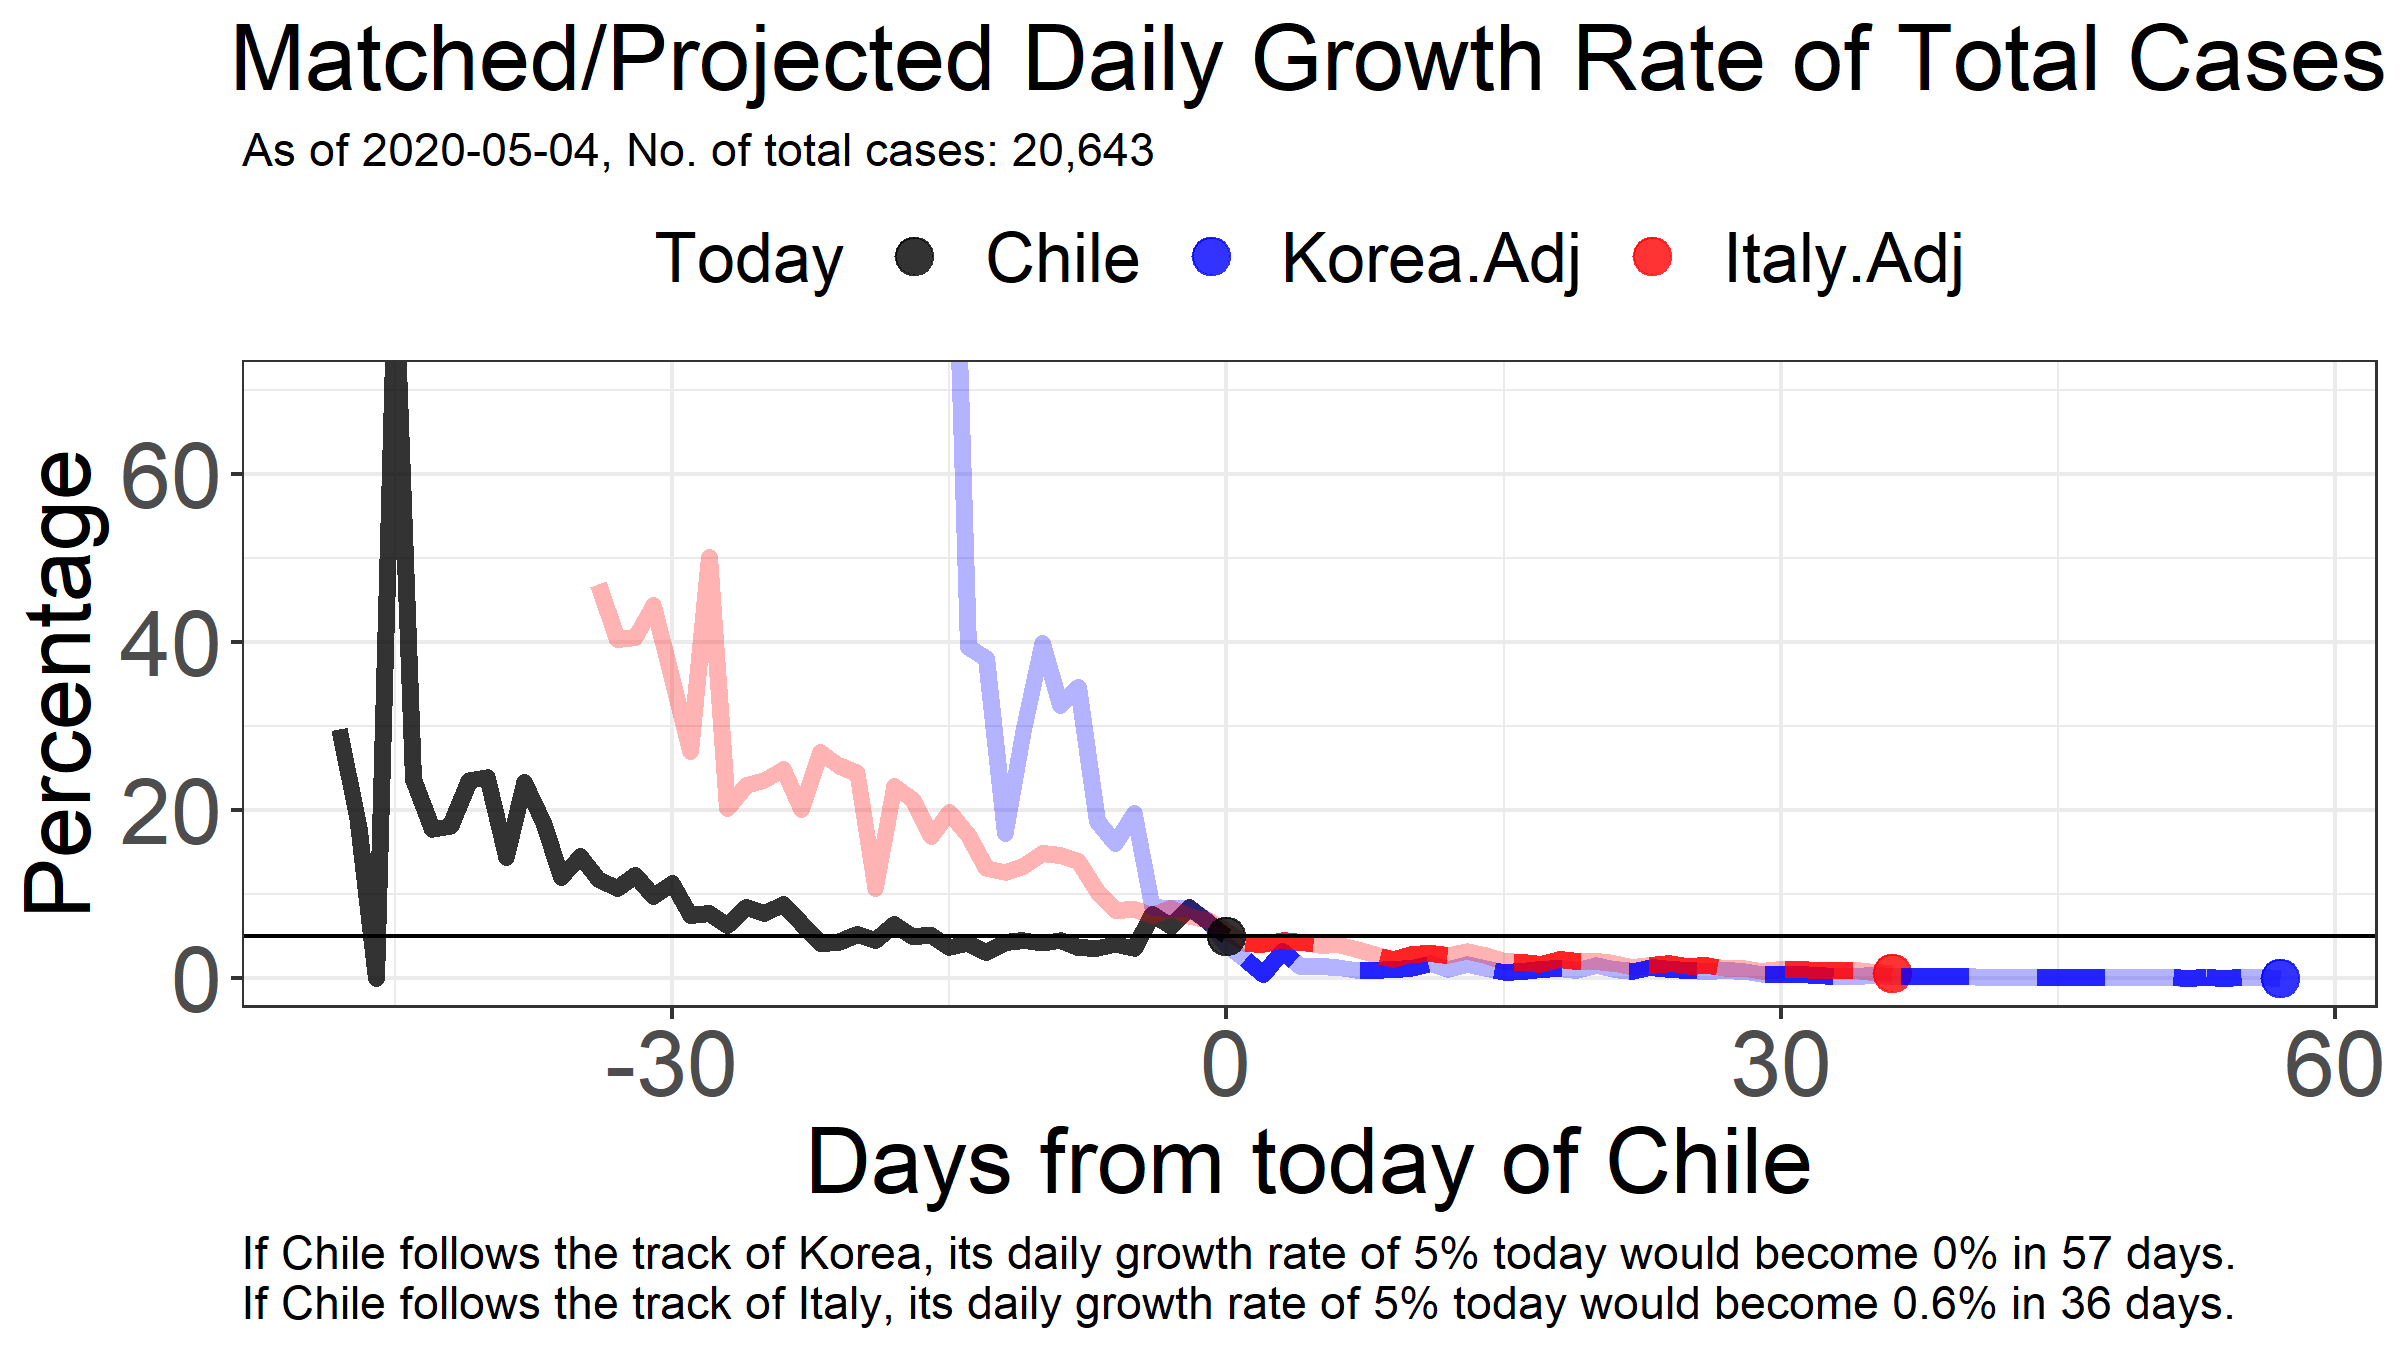 Matched/Projected Daily Growth Rate of Total Cases
As of 2020-05-04, No. of total cases: 20,643
Today Chile Korea.Adj Italy.Adj
Percentage
60
40
20
0
-30 0 30 60
Days from today of Chile
If Chile follows the track of Korea, its daily growth rate of 5% today would become 0% in 57 days.
If Chile follows the track of Italy, its daily growth rate of 5% today would become 0.6% in 36 days.